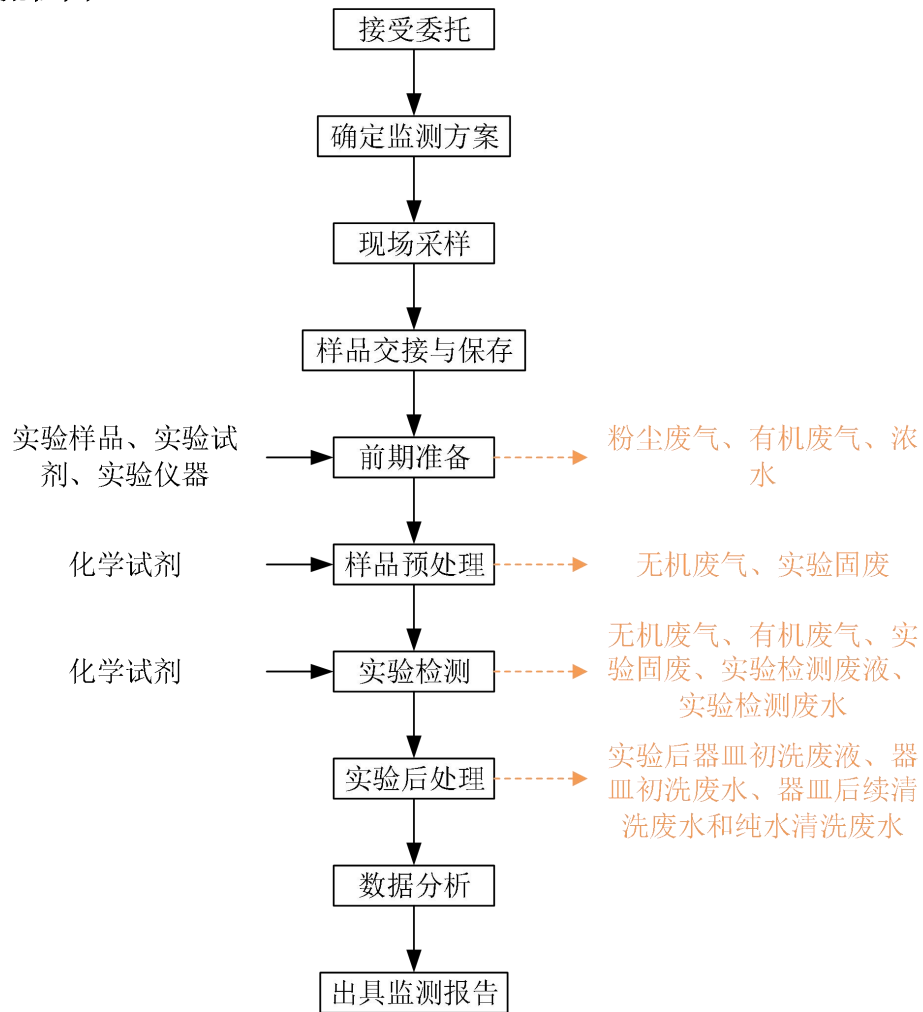 接受委托
确定监测方案
现场采样
样品交接与保存
实验样品、实验试
剂、实验仪器
前期准备
粉尘废气、有机废气、浓
水
化学试剂
样品预处理
无机废气、实验固废
化学试剂
实验检测
无机废气、有机废气、实
验固废、实验检测废液、
实验检测废水
实验后处理
实验后器皿初洗废液、器
皿初洗废水、器皿后续清
洗废水和纯水清洗废水
数据分析
出具监测报告